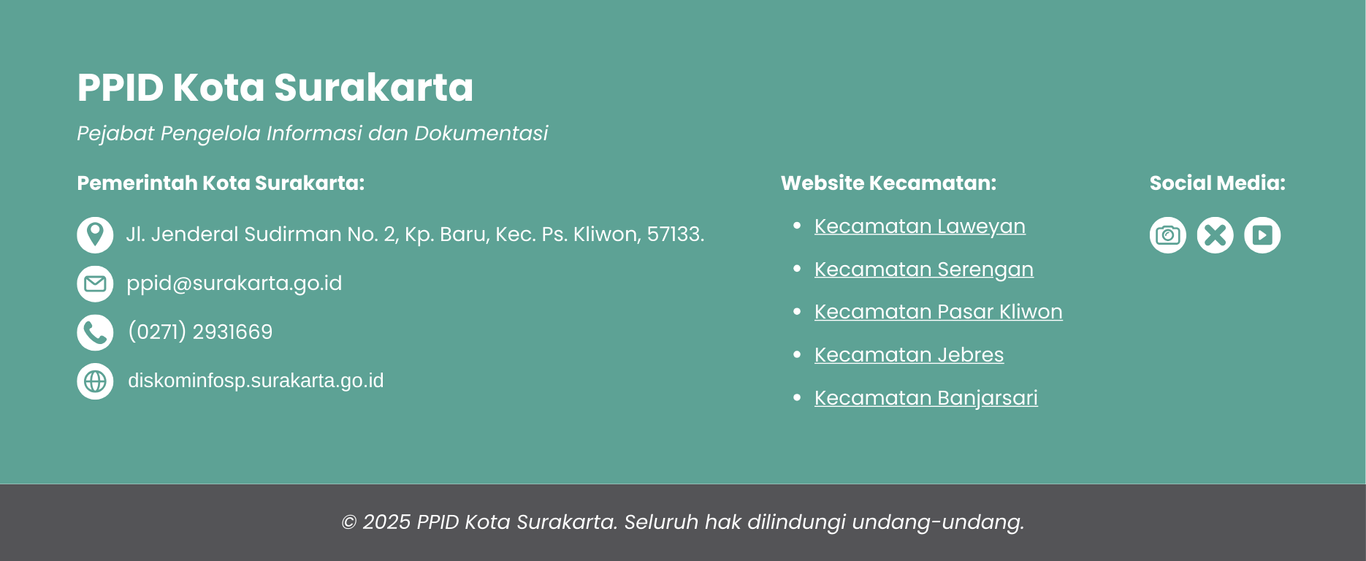 PPID Kota Surakarta
Pejabat Pengelola Informasi dan Dokumentasi
Pemerintah Kota Surakarta:
Jl. Jenderal Sudirman No. 2, Kp. Baru, Kec. Ps. Kliwon, 57133.
ppid@surakarta.go.id
(0271) 2931669
diskominfosp.surakarta.go.id
Website Kecamatan:
Kecamatan Laweyan
Kecamatan Serengan
Kecamatan Pasar Kliwon
Kecamatan Jebres
Kecamatan Banjarsari
Social Media:
© 2025 PPID Kota Surakarta. Seluruh hak dilindungi undang-undang.